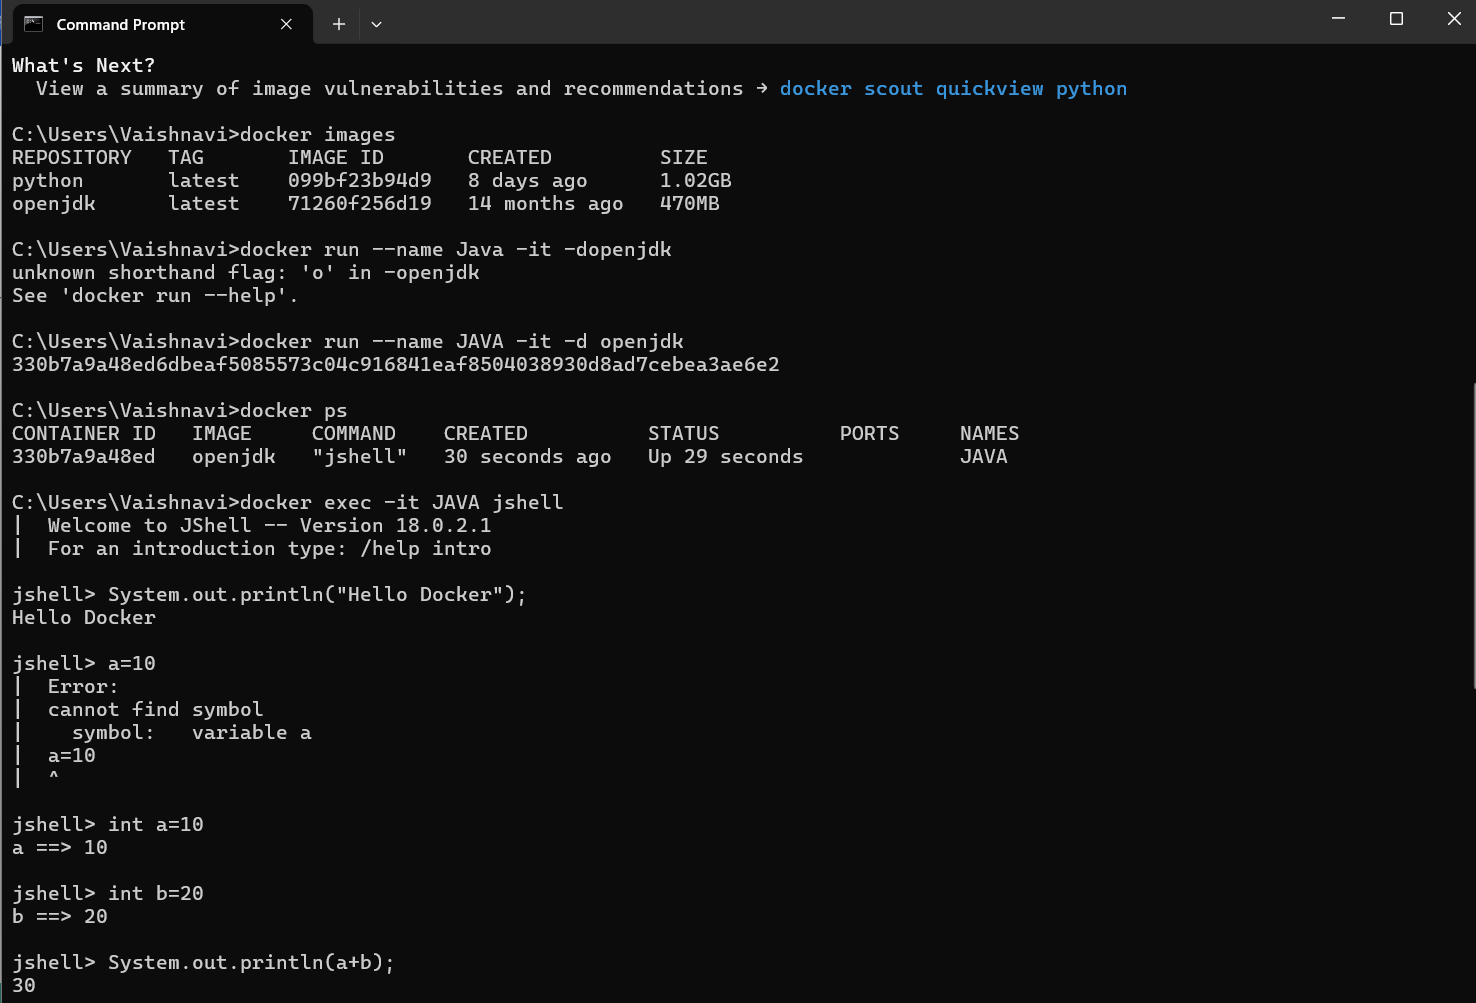 Command Prompt
What's Next?
  View a summary of image vulnerabilities and recommendations → docker scout quickview python
C:\Users\Vaishnavi>docker images
REPOSITORY   TAG       IMAGE ID       CREATED         SIZE
python       latest    099bf23b94d9   8 days ago      1.02GB
openjdk      latest    71260f256d19   14 months ago   470MB
C:\Users\Vaishnavi>docker run --name Java -it -dopenjdk
unknown shorthand flag: 'o' in -openjdk
See 'docker run --help'.
C:\Users\Vaishnavi>docker run --name JAVA -it -d openjdk
330b7a9a48ed6dbeaf5085573c04c916841eaf8504038930d8ad7cebea3ae6e2
C:\Users\Vaishnavi>docker ps
CONTAINER ID   IMAGE     COMMAND    CREATED          STATUS          PORTS     NAMES
330b7a9a48ed   openjdk   "jshell"   30 seconds ago   Up 29 seconds             JAVA
C:\Users\Vaishnavi>docker exec -it JAVA jshell
|  Welcome to JShell -- Version 18.0.2.1
|  For an introduction type: /help intro
jshell> System.out.println("Hello Docker");
Hello Docker
jshell> a=10
|  Error:
|  cannot find symbol
|    symbol:   variable a
|  a=10
|  ^
jshell> int a=10
a ==> 10
jshell> int b=20
b ==> 20
jshell> System.out.println(a+b);
30